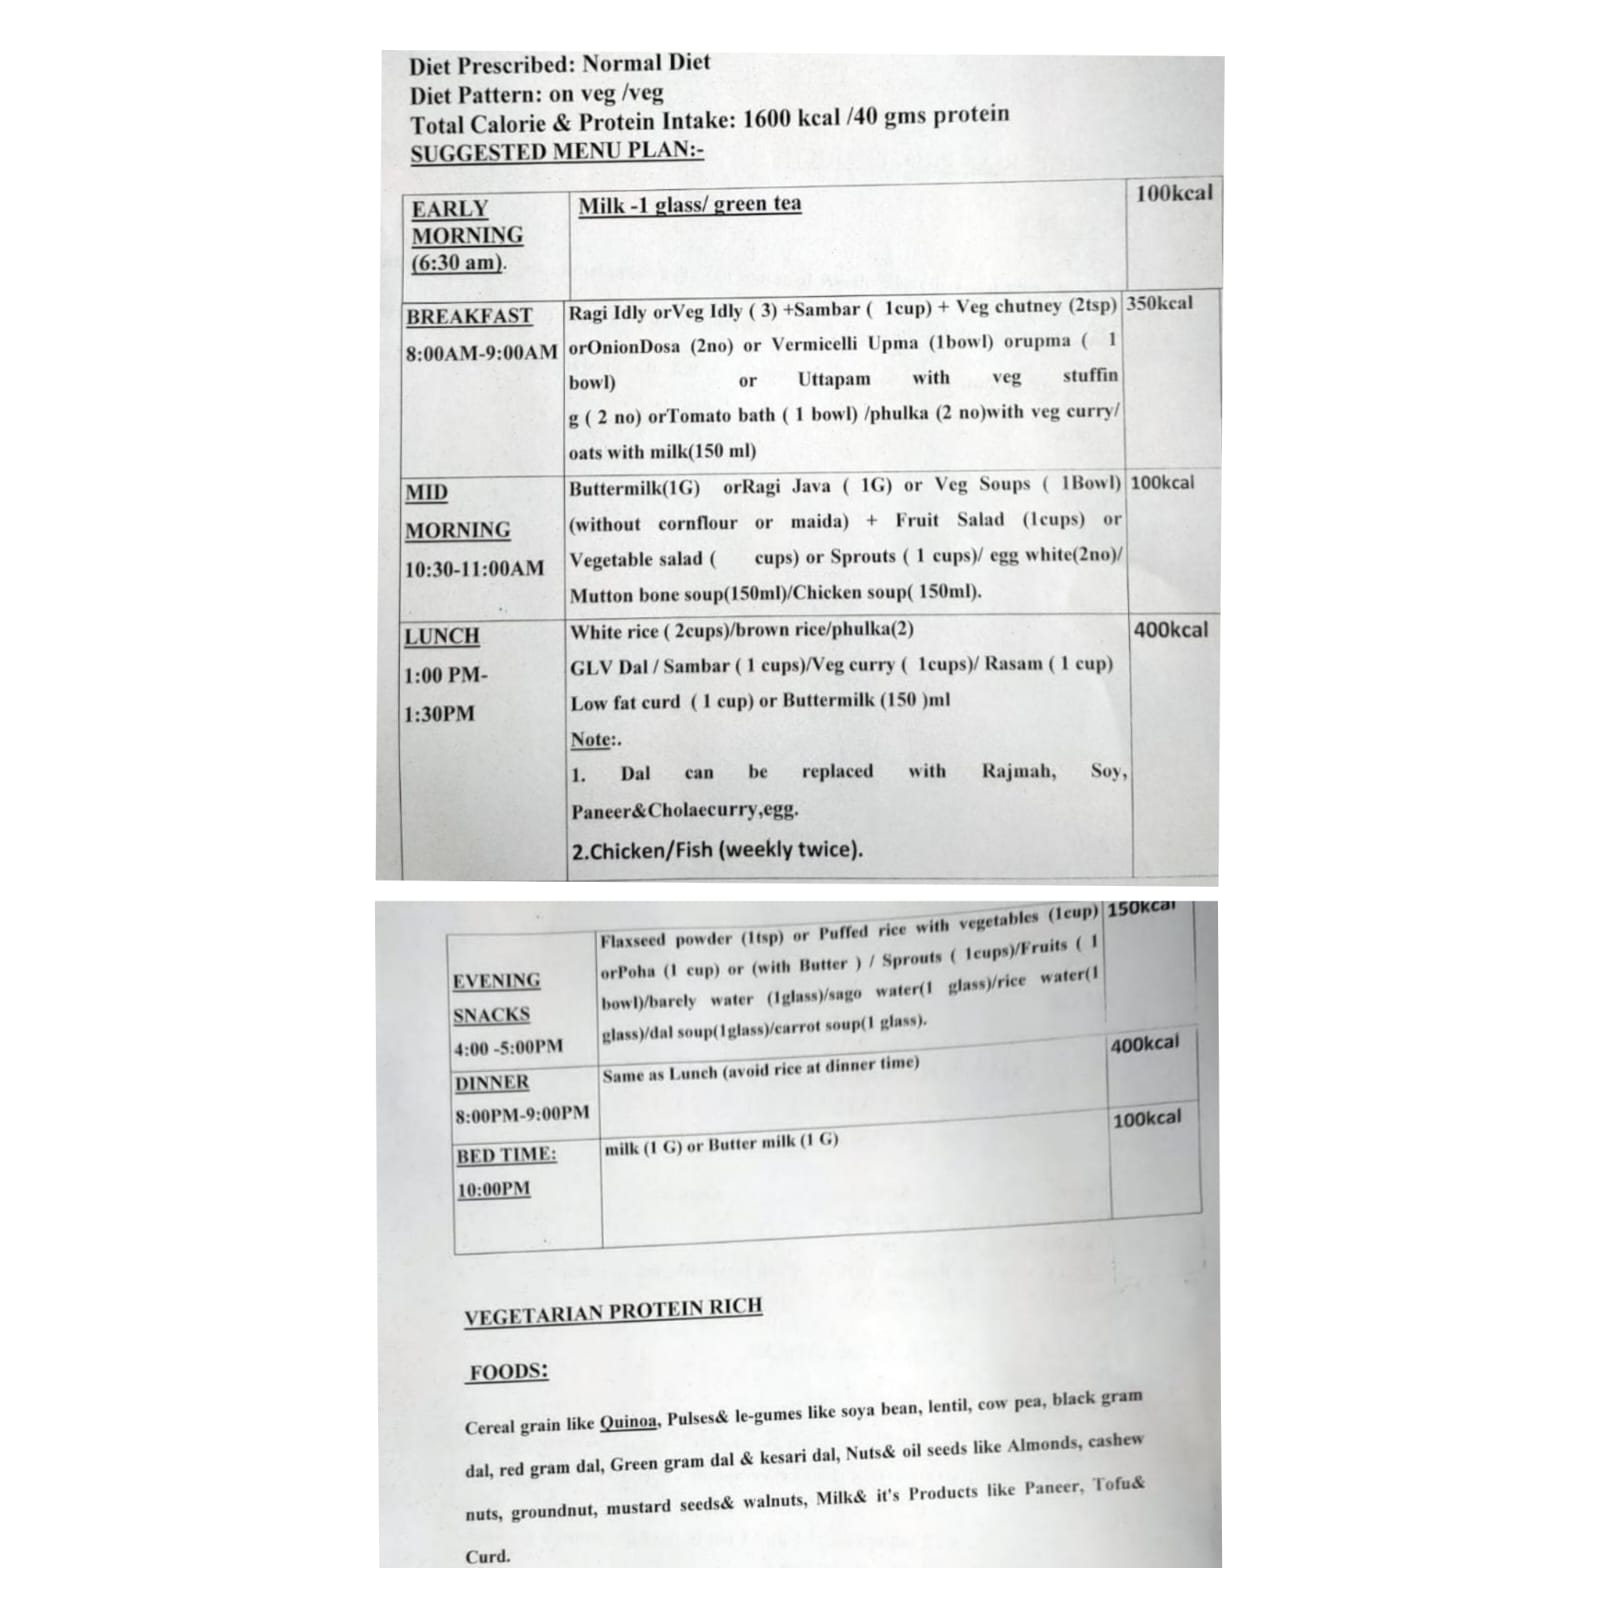 Diet Prescribed: Normal Diet
Diet Pattern: on veg /veg
Total Calorie & Protein Intake: 1600 kcal /40 gms protein
SUGGESTED MENU PLAN:-
EARLY
MORNING
(6:30 am).
Milk -1 glass/ green tea
100kcal
BREAKFAST
8:00AM-9:00AM
Ragi Idly orVeg Idly ( 3) +Sambar ( 1cup) + Veg chutney (2tsp)
orOnionDosa (2no) or Vermicelli Upma (1bowl) orupma ( 1
bowl) or Uttapam with veg stuffin
g ( 2 no) orTomato bath ( 1 bowl) /phulka (2 no)with veg curry/
oats with milk(150 ml)
350kcal
MID
MORNING
10:30-11:00AM
Buttermilk(1G) orRagi Java ( 1G) or Veg Soups ( 1Bowl)
(without cornflour or maida) + Fruit Salad (1cups) or
Vegetable salad ( cups) or Sprouts ( 1 cups)/ egg white(2no)/
Mutton bone soup(150ml)/Chicken soup( 150ml).
100kcal
LUNCH
1:00 PM-
1:30PM
White rice ( 2cups)/brown rice/phulka(2)
GLV Dal / Sambar ( 1 cups)/Veg curry ( 1cups)/ Rasam ( 1 cup)
Low fat curd ( 1 cup) or Buttermilk (150 )ml
Note:.
1. Dal can be replaced with Rajmah, Soy,
Paneer&Cholaecurry,egg.
2.Chicken/Fish (weekly twice).
400kcal
EVENING
SNACKS
4:00 -5:00PM
Flaxseed powder (1tsp) or Puffed rice with vegetables (1cup)
orPoha (1 cup) or (with Butter ) / Sprouts ( 1cups)/Fruits ( 1
bowl)/barely water (1glass)/sago water(1 glass)/rice water(1
glass)/dal soup(1glass)/carrot soup(1 glass).
150kcal
DINNER
8:00PM-9:00PM
Same as Lunch (avoid rice at dinner time)
400kcal
BED TIME:
10:00PM
milk (1 G) or Butter milk (1 G)
100kcal
VEGETARIAN PROTEIN RICH
FOODS:
Cereal grain like Quinoa, Pulses& le-gumes like soya bean, lentil, cow pea, black gram
dal, red gram dal, Green gram dal & kesari dal, Nuts& oil seeds like Almonds, cashew
nuts, groundnut, mustard seeds& walnuts, Milk& it's Products like Paneer, Tofu&
Curd.